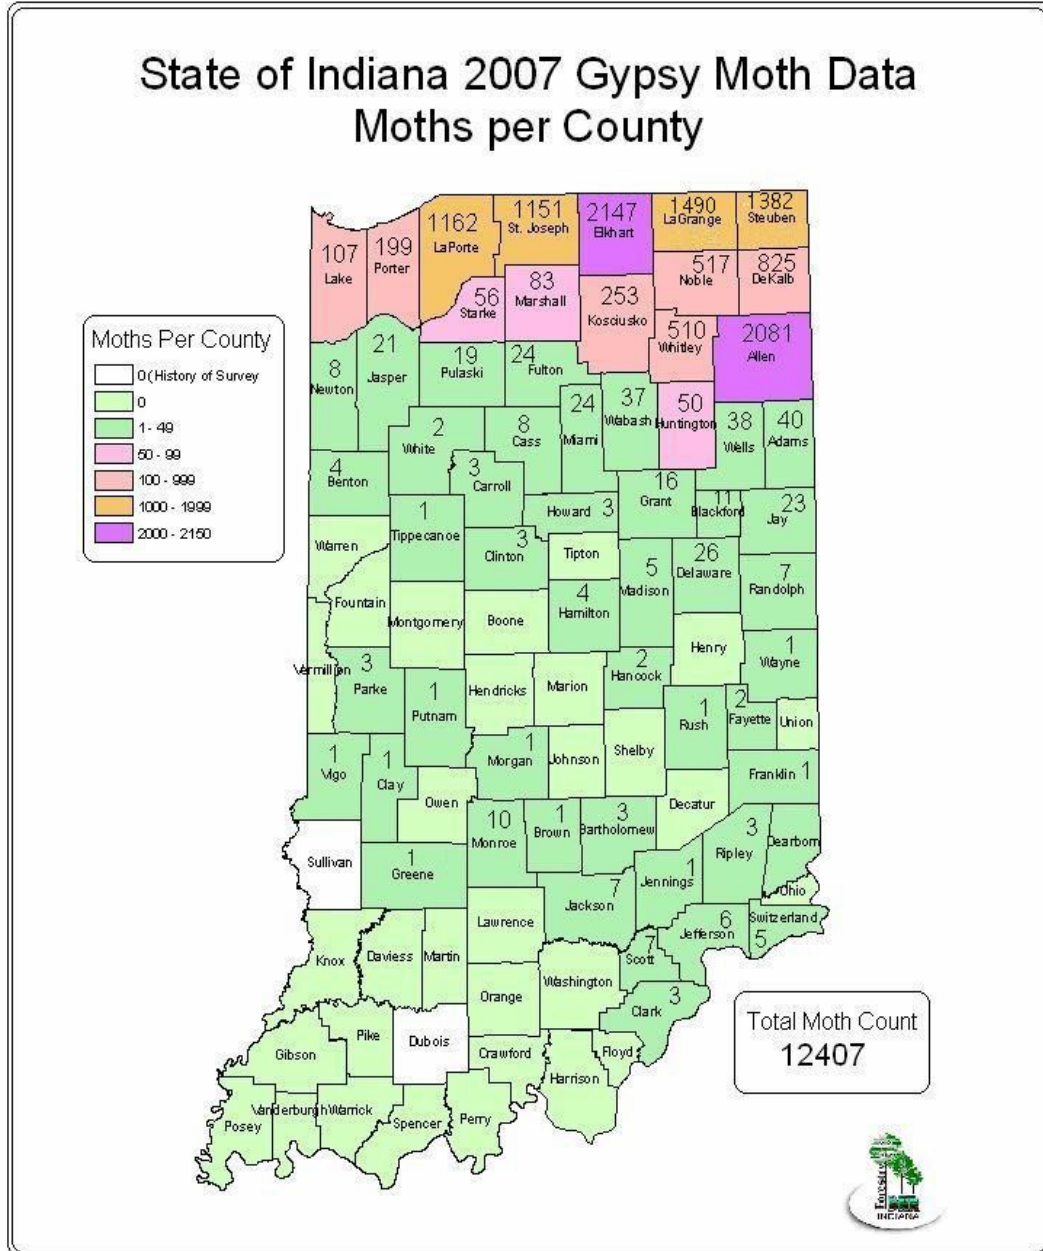 State of Indiana 2007 Gypsy Moth Data
Moths per County
1162
LaPorte
1151
St. Joseph
2147
Elkhart
1490
LaGrange
1382
Steuben
107
Lake
199
Porter
517
Noble
825
DeKalb
56
Starke
83
Marshall
253
Kosciusko
510
Whitley
2081
Allen
Moths Per County
0(History of Survey
0
1 - 49
50 - 99
100 - 999
1000 - 1999
2000 - 2150
8
Newton
21
Jasper
19
Pulaski
24
Fulton
24
Miami
37
Wabash
50
Huntington
38
Wells
40
Adams
2
White
8
Cass
4
Benton
3
Carroll
Howard 3
16
Grant
11
Blackford
23
Jay
1
Tippecanoe
3
Clinton
Tipton
5
Madison
26
Delaware
7
Randolph
Warren
Fountain
Montgomery
Boone
4
Hamilton
Henry
1
Wayne
Vermillion
3
Parke
1
Putnam
Hendricks
Marion
2
Hancock
1
Rush
2
Fayette
Union
1
Vigo
1
Clay
Owen
1
Morgan
Johnson
Shelby
Decatur
Franklin 1
Sullivan
1
Greene
10
Monroe
1
Brown
3
Bartholomew
3
Ripley
Dearborn
Ohio
7
Jackson
1
Jennings
6
Jefferson
Switzerland
5
Knox
Daviess
Martin
Lawrence
Orange
Washington
7
Scott
3
Clark
Gibson
Pike
Dubois
Crawford
Harrison
Floyd
Posey
Vanderburgh
Warrick
Spencer
Perry
Total Moth Count
12407
Forestry
INDIANA